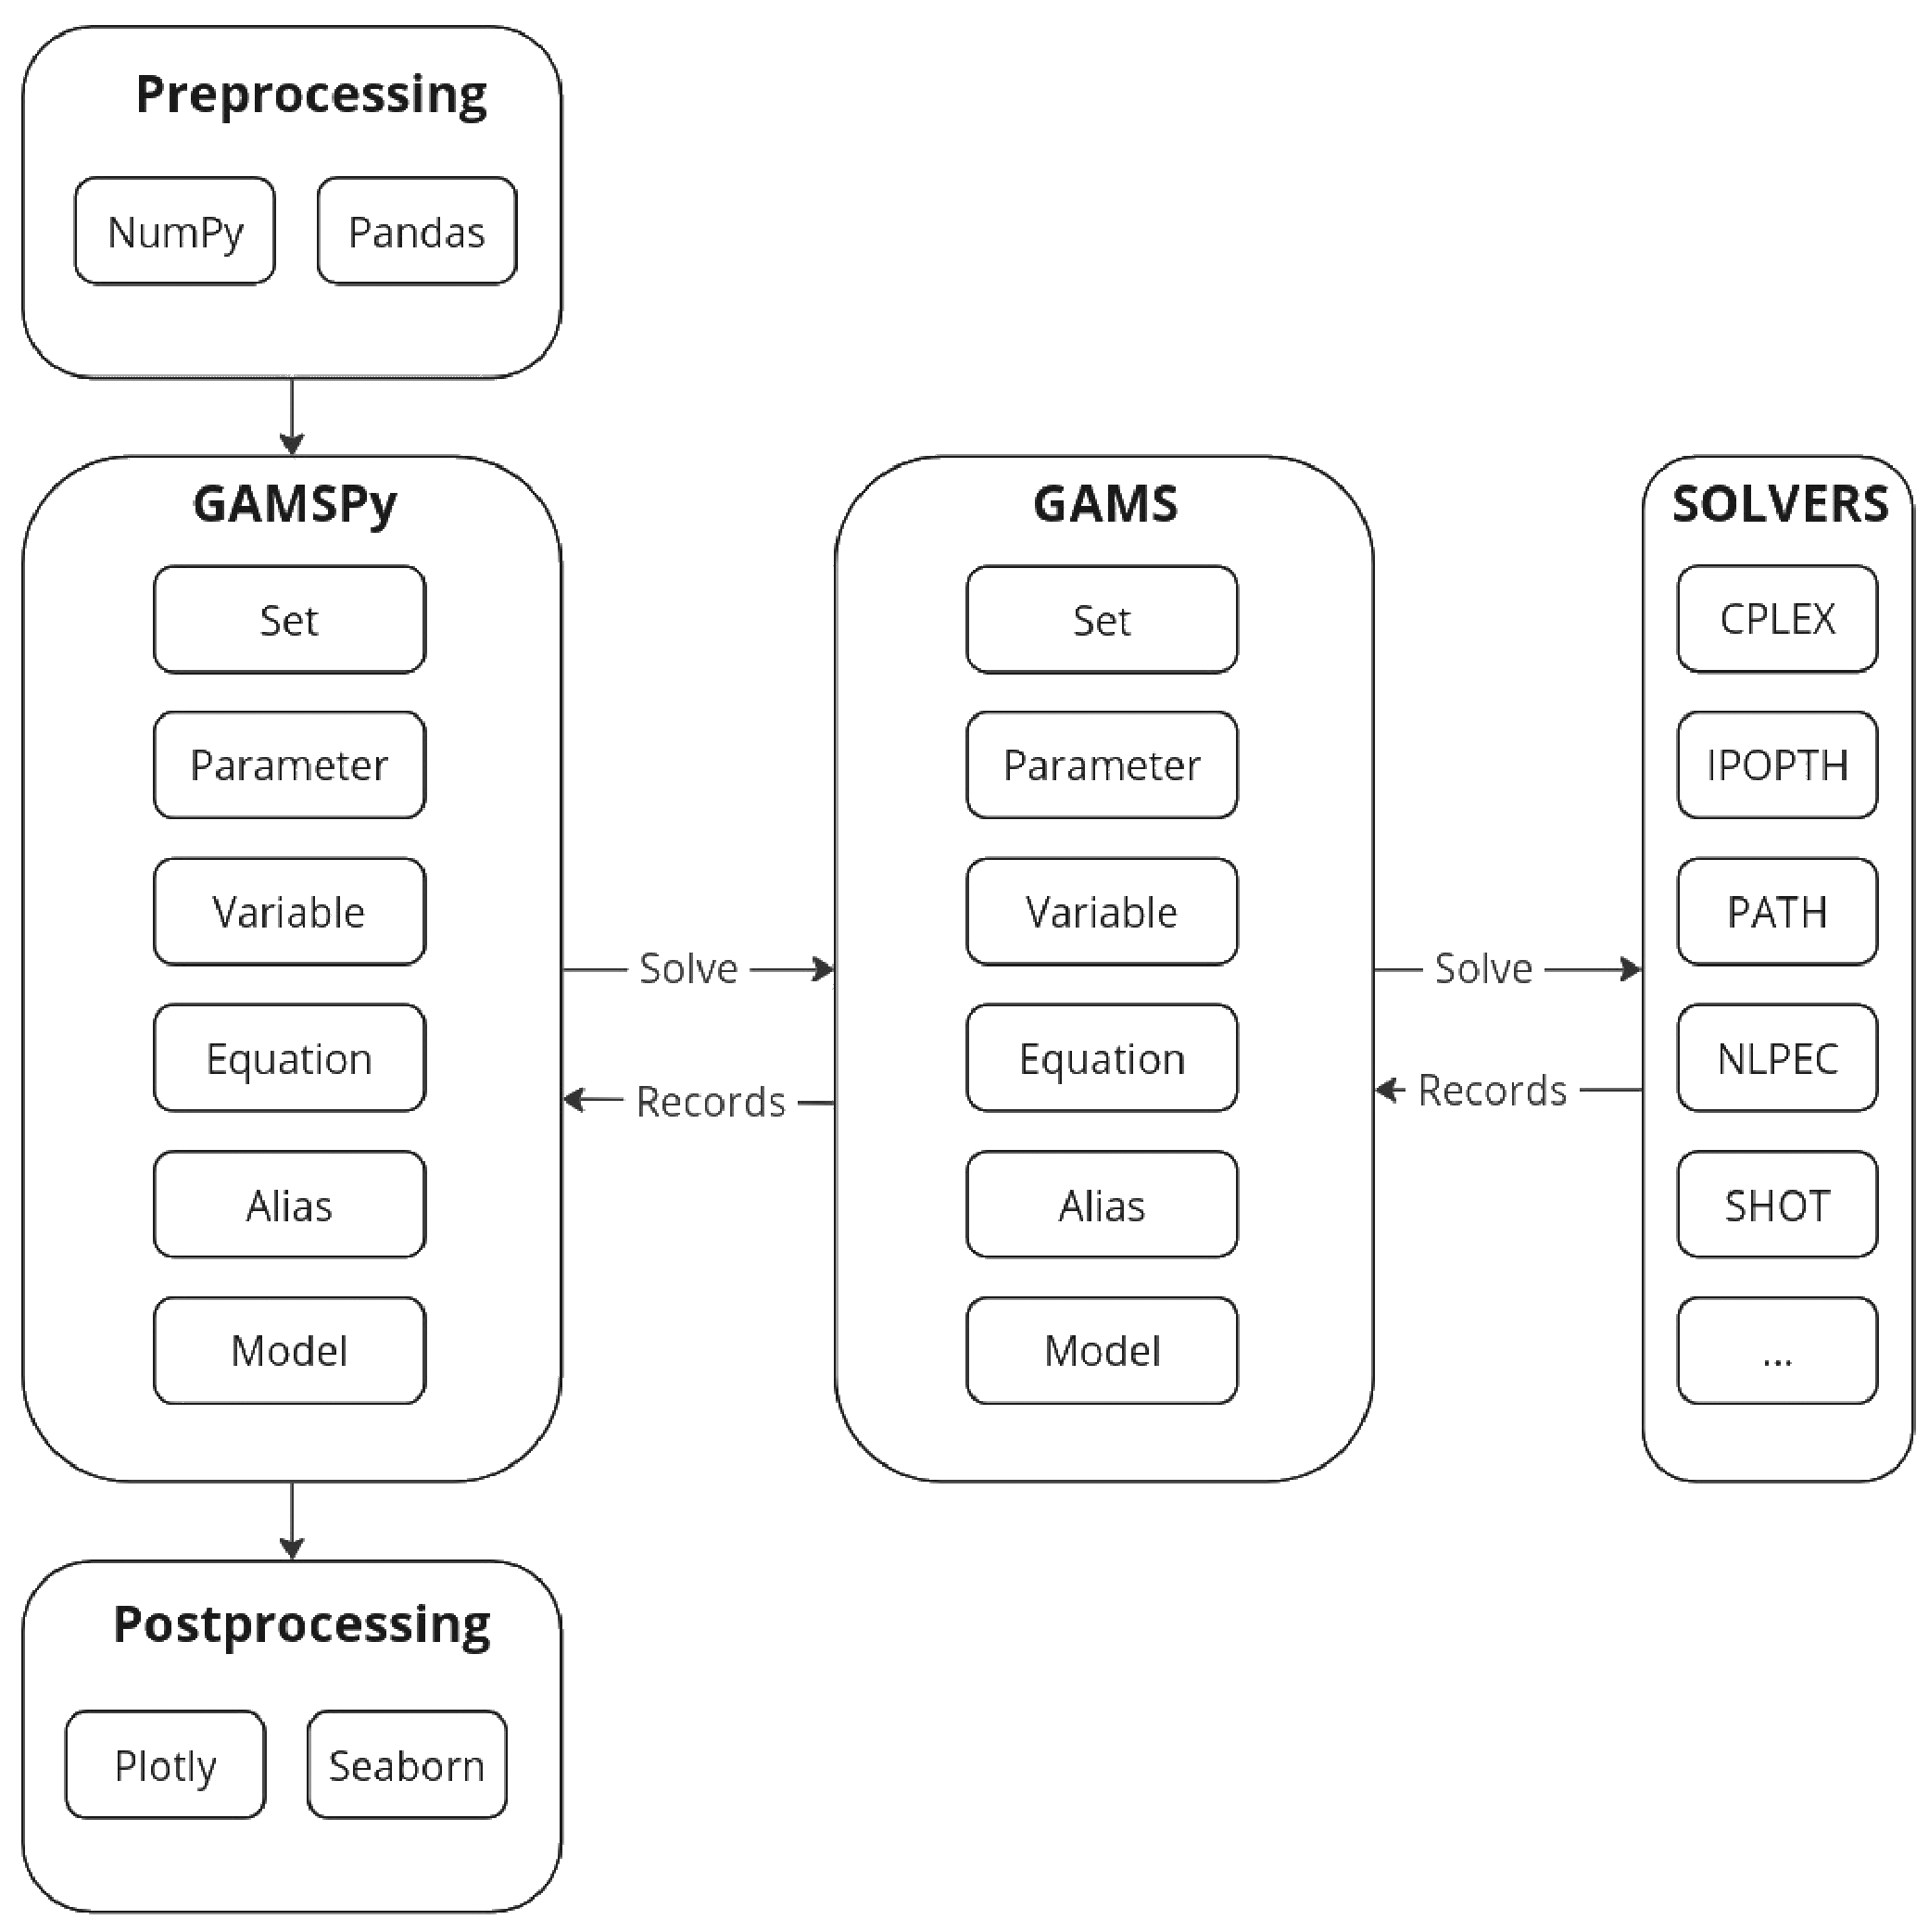 Preprocessing
NumPy
Pandas
GAMSPy
Set
Parameter
Variable
Equation
Alias
Model
Solve
Records
GAMS
Set
Parameter
Variable
Equation
Alias
Model
Solve
Records
SOLVERS
CPLEX
IPOPTH
PATH
NLPEC
SHOT
...
Postprocessing
Plotly
Seaborn